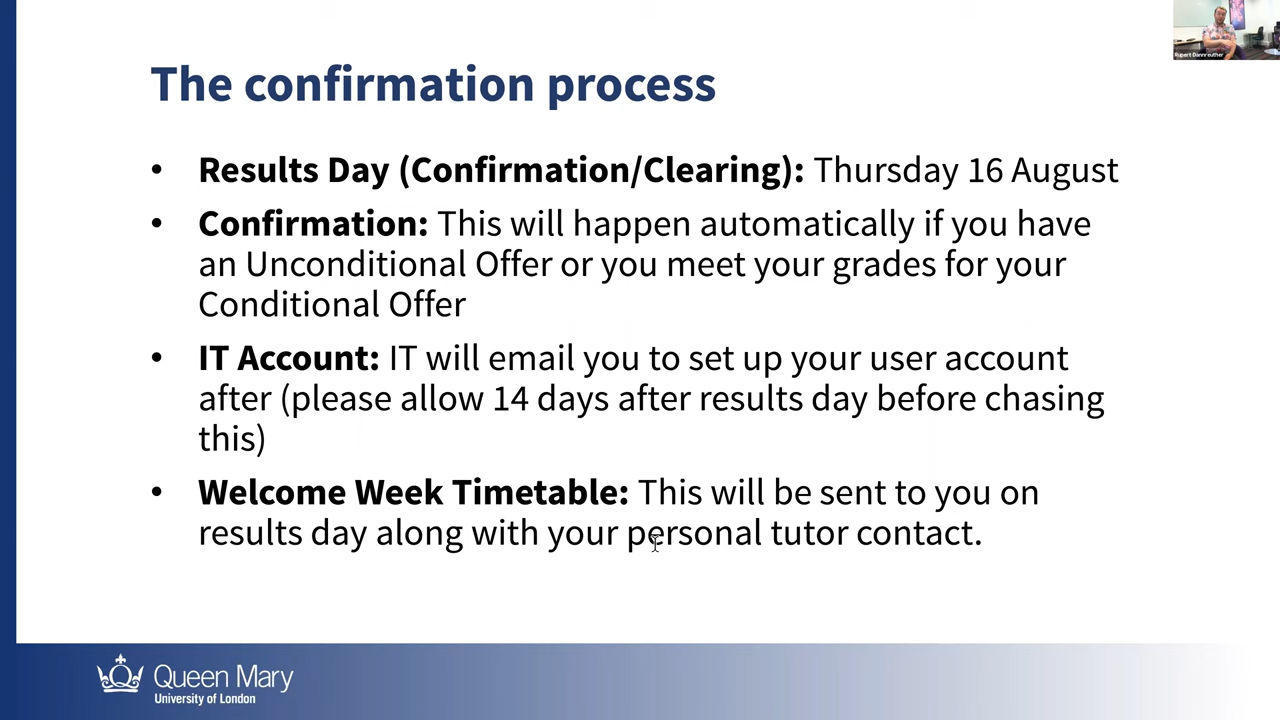 The confirmation process
• Results Day (Confirmation/Clearing): Thursday 16 August
• Confirmation: This will happen automatically if you have
an Unconditional Offer or you meet your grades for your
Conditional Offer
• IT Account: IT will email you to set up your user account
after (please allow 14 days after results day before chasing
this)
• Welcome Week Timetable: This will be sent to you on
results day along with your personal tutor contact.
Queen Mary
University of London
Rupert Dannreuther